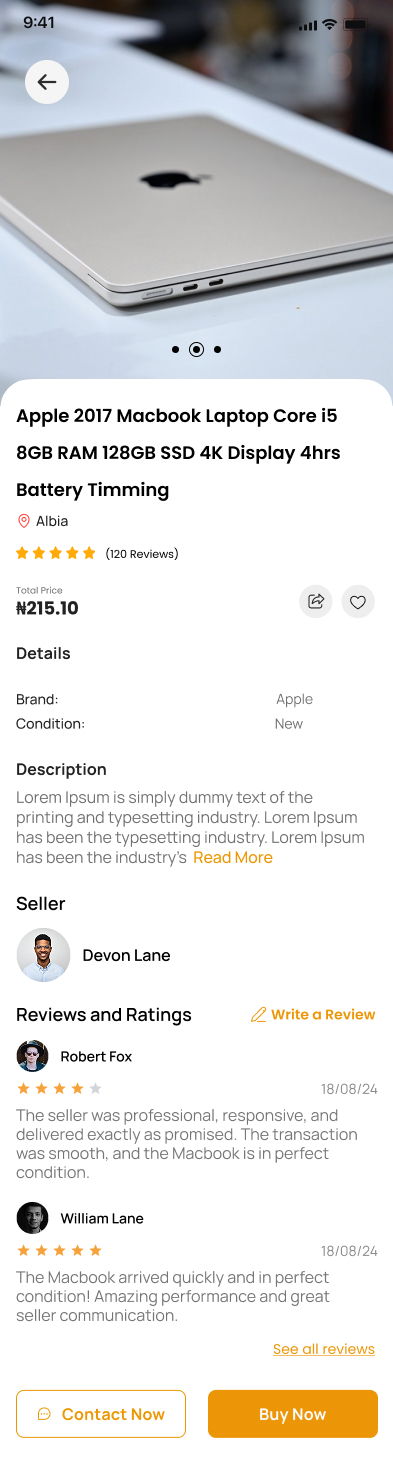 9:41
Apple 2017 Macbook Laptop Core i5
8GB RAM 128GB SSD 4K Display 4hrs
Battery Timming
Albia
(120 Reviews)
Total Price
₦215.10
Details
Brand: Apple
Condition: New
Description
Lorem Ipsum is simply dummy text of the
printing and typesetting industry. Lorem Ipsum
has been the typesetting industry. Lorem Ipsum
has been the industry's Read More
Seller
Devon Lane
Reviews and Ratings Write a Review
Robert Fox
18/08/24
The seller was professional, responsive, and
delivered exactly as promised. The transaction
was smooth, and the Macbook is in perfect
condition.
William Lane
18/08/24
The Macbook arrived quickly and in perfect
condition! Amazing performance and great
seller communication.
See all reviews
Contact Now Buy Now